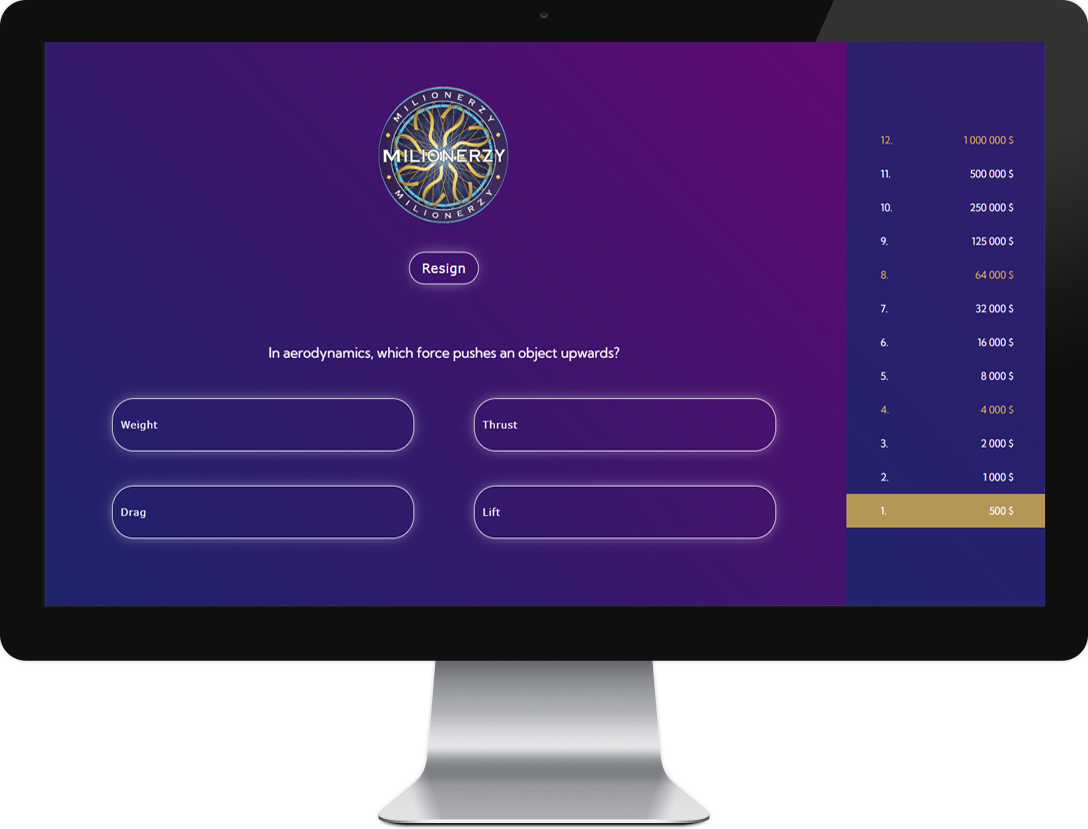 MILIONERZY
MILIONERZY
MILIONERZY
Resign
In aerodynamics, which force pushes an object upwards?
Weight
Thrust
Drag
Lift
12. 1 000 000 $
11. 500 000 $
10. 250 000 $
9. 125 000 $
8. 64 000 $
7. 32 000 $
6. 16 000 $
5. 8 000 $
4. 4 000 $
3. 2 000 $
2. 1 000 $
1. 500 $